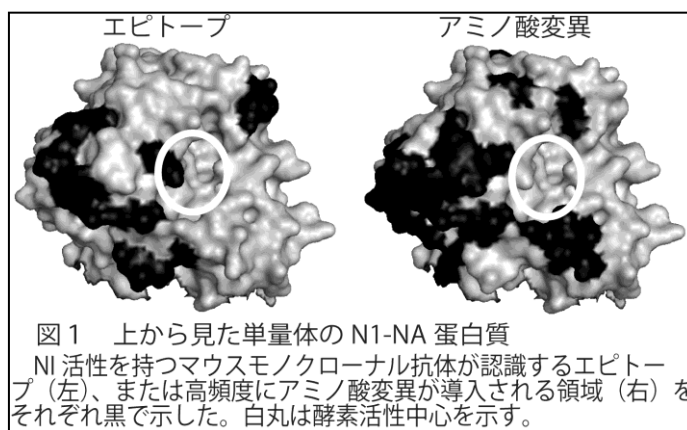 エピトープ
アミノ酸変異
図1 上から見た単量体の N1-NA 蛋白質
NI 活性を持つマウスモノクローナル抗体が認識するエピトー
プ（左）、または高頻度にアミノ酸変異が導入される領域（右）を
それぞれ黒で示した。白丸は酵素活性中心を示す。